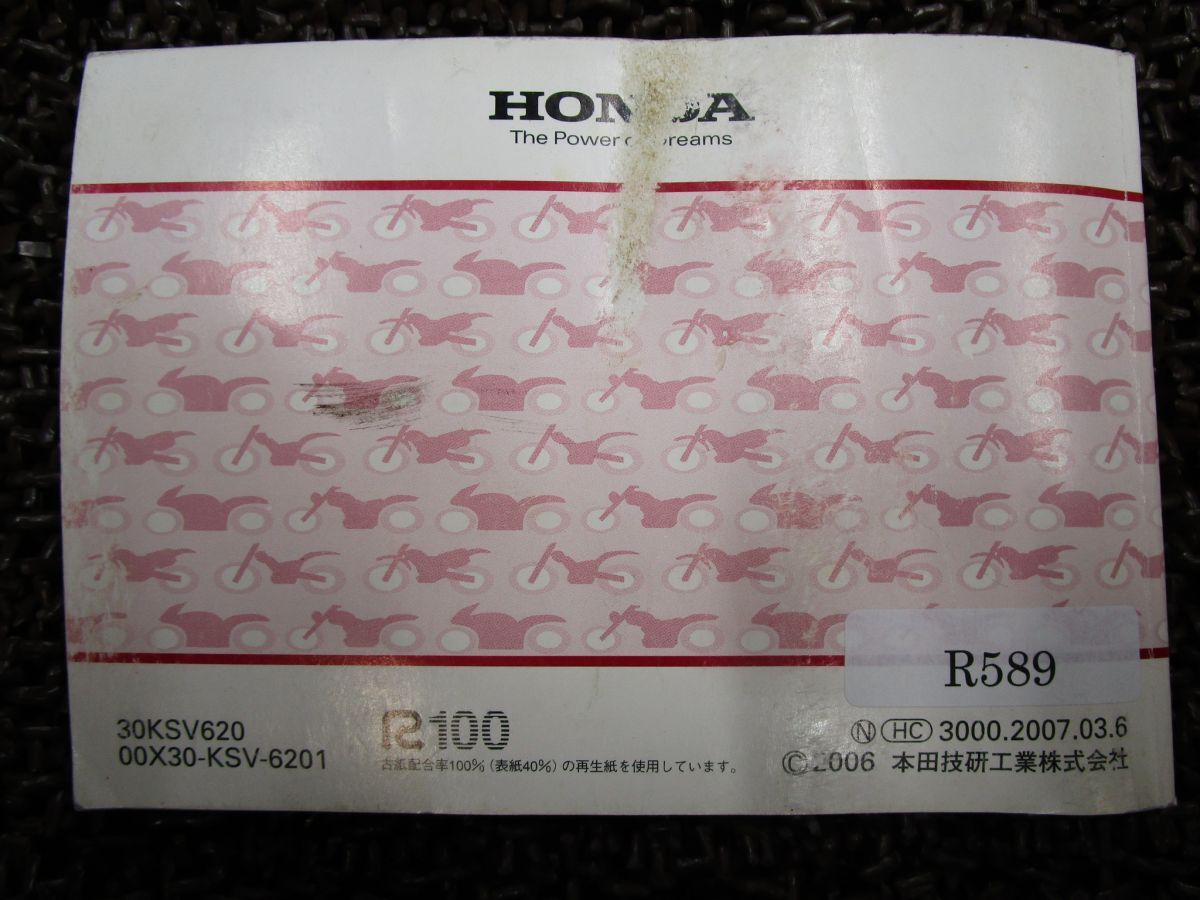 HONDA
The Power of Dreams
R589
30KSV620
00X30-KSV-6201
R100
古紙配合率100%(表紙40%)の再生紙を使用しています。
N HC 3000.2007.03.6
©2006 本田技研工業株式会社